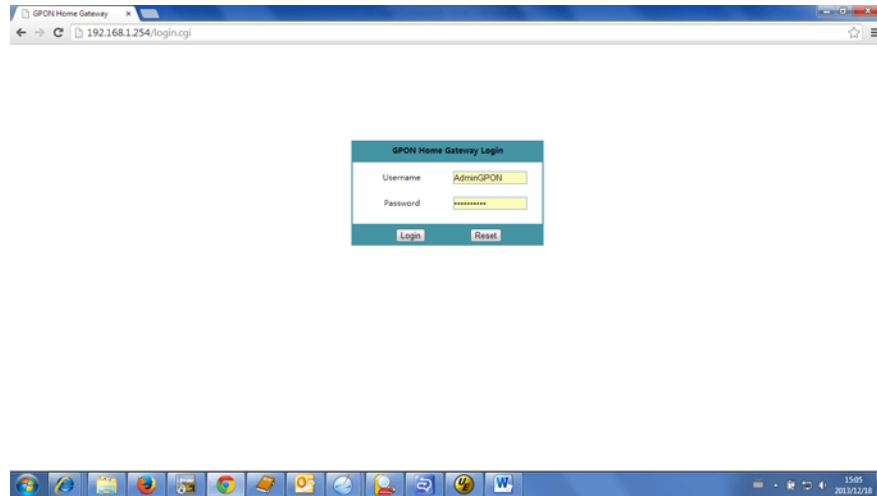 GPON Home Gateway
192.168.1.254/login.cgi
GPON Home Gateway Login
Username AdminGPON
Password ••••••••••
Login Reset
15:05
2013/12/18